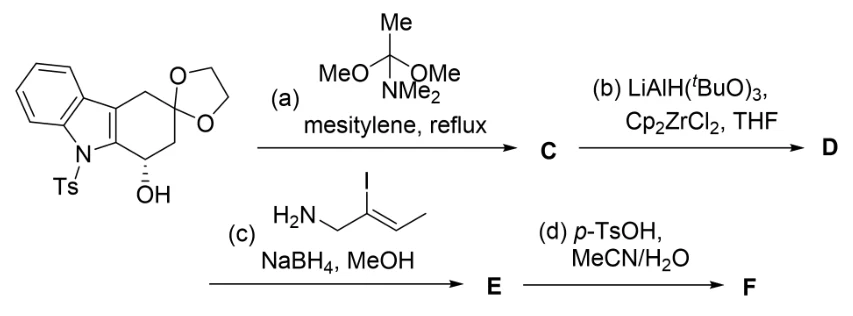 Me
MeO OMe
NMe2
(a)
mesitylene, reflux
C
(b) LiAlH(tBuO)3,
Cp2ZrCl2, THF
D
O
O
N
Ts
OH
I
H2N
(c)
NaBH4, MeOH
E
(d) p-TsOH,
MeCN/H2O
F